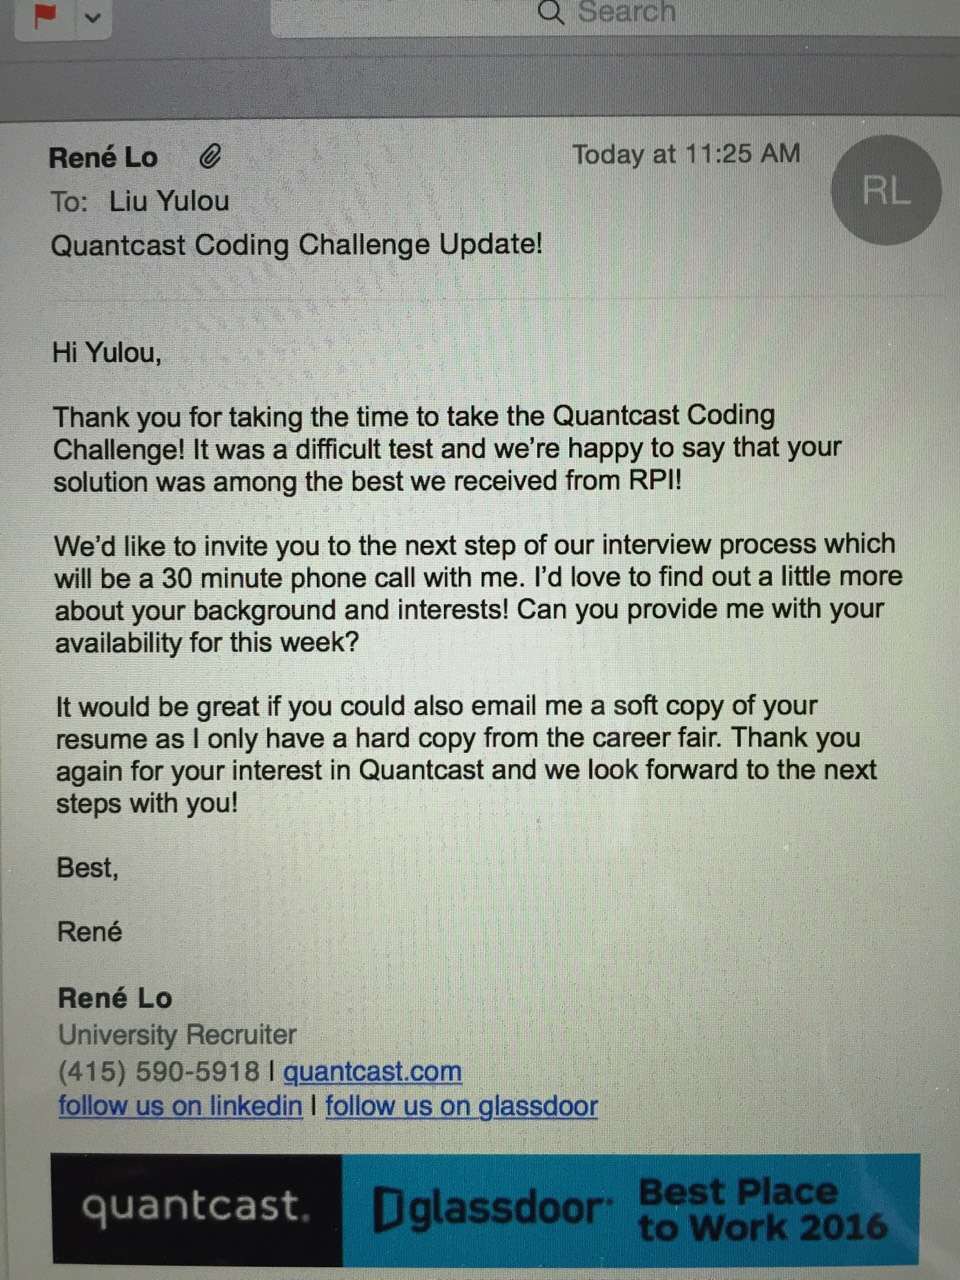 Search
René Lo
Today at 11:25 AM
RL
To: Liu Yulou
Quantcast Coding Challenge Update!
Hi Yulou,
Thank you for taking the time to take the Quantcast Coding
Challenge! It was a difficult test and we're happy to say that your
solution was among the best we received from RPI!
We'd like to invite you to the next step of our interview process which
will be a 30 minute phone call with me. I'd love to find out a little more
about your background and interests! Can you provide me with your
availability for this week?
It would be great if you could also email me a soft copy of your
resume as I only have a hard copy from the career fair. Thank you
again for your interest in Quantcast and we look forward to the next
steps with you!
Best,
René
René Lo
University Recruiter
(415) 590-5918 | quantcast.com
follow us on linkedin | follow us on glassdoor
quantcast.
glassdoor
Best Place
to Work 2016